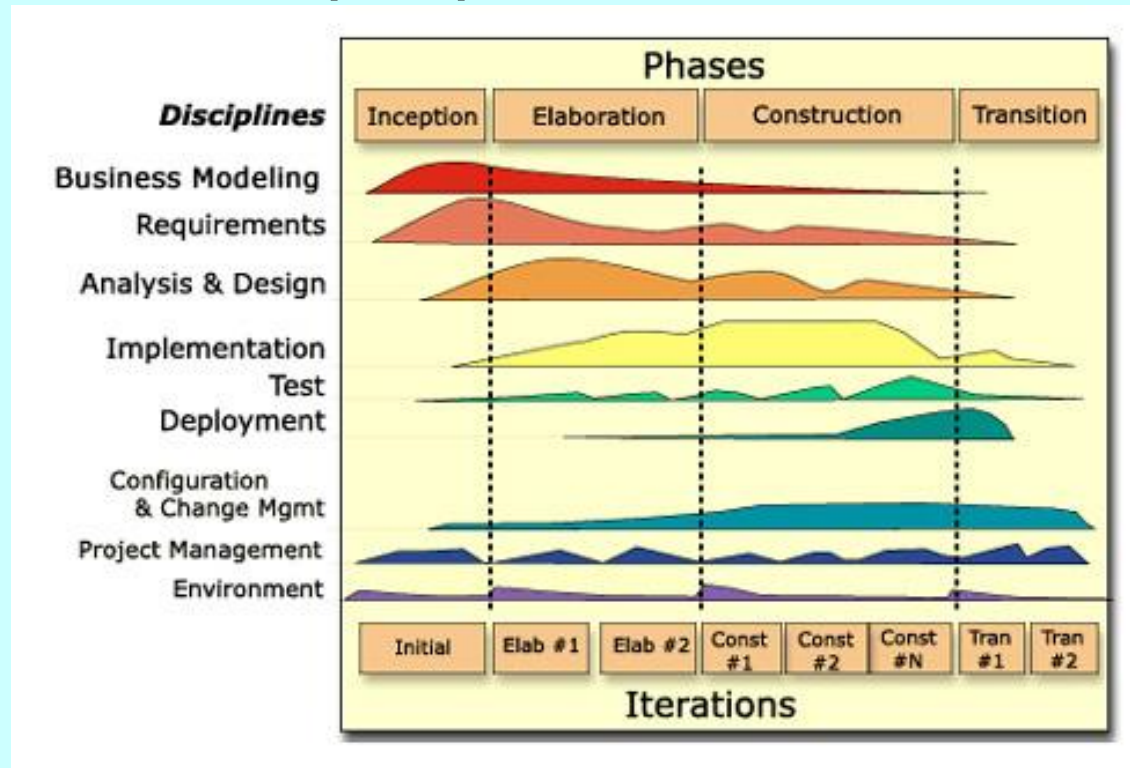 Phases
Disciplines
Inception
Elaboration
Construction
Transition
Business Modeling
Requirements
Analysis & Design
Implementation
Test
Deployment
Configuration
& Change Mgmt
Project Management
Environment
Initial
Elab #1
Elab #2
Const
#1
Const
#2
Const
#N
Tran
#1
Tran
#2
Iterations